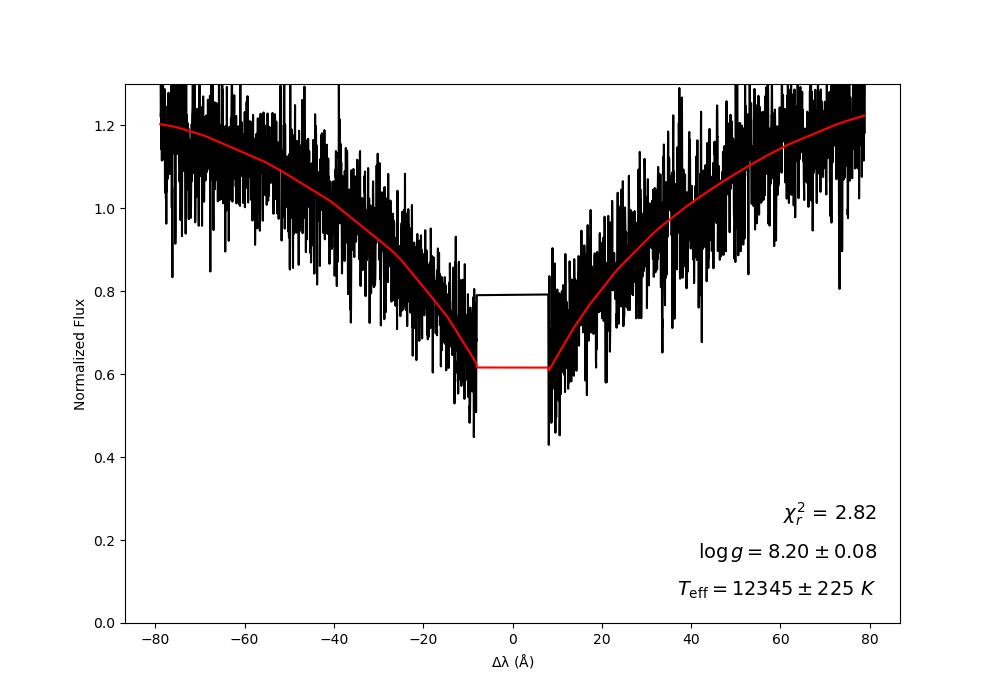 1.2
1.0
0.8
0.6
0.4
0.2
0.0
Normalized Flux
χ²ᵣ = 2.82
log g = 8.20 ± 0.08
T_eff = 12345 ± 225 K
−80 −60 −40 −20 0 20 40 60 80
Δλ (Å)